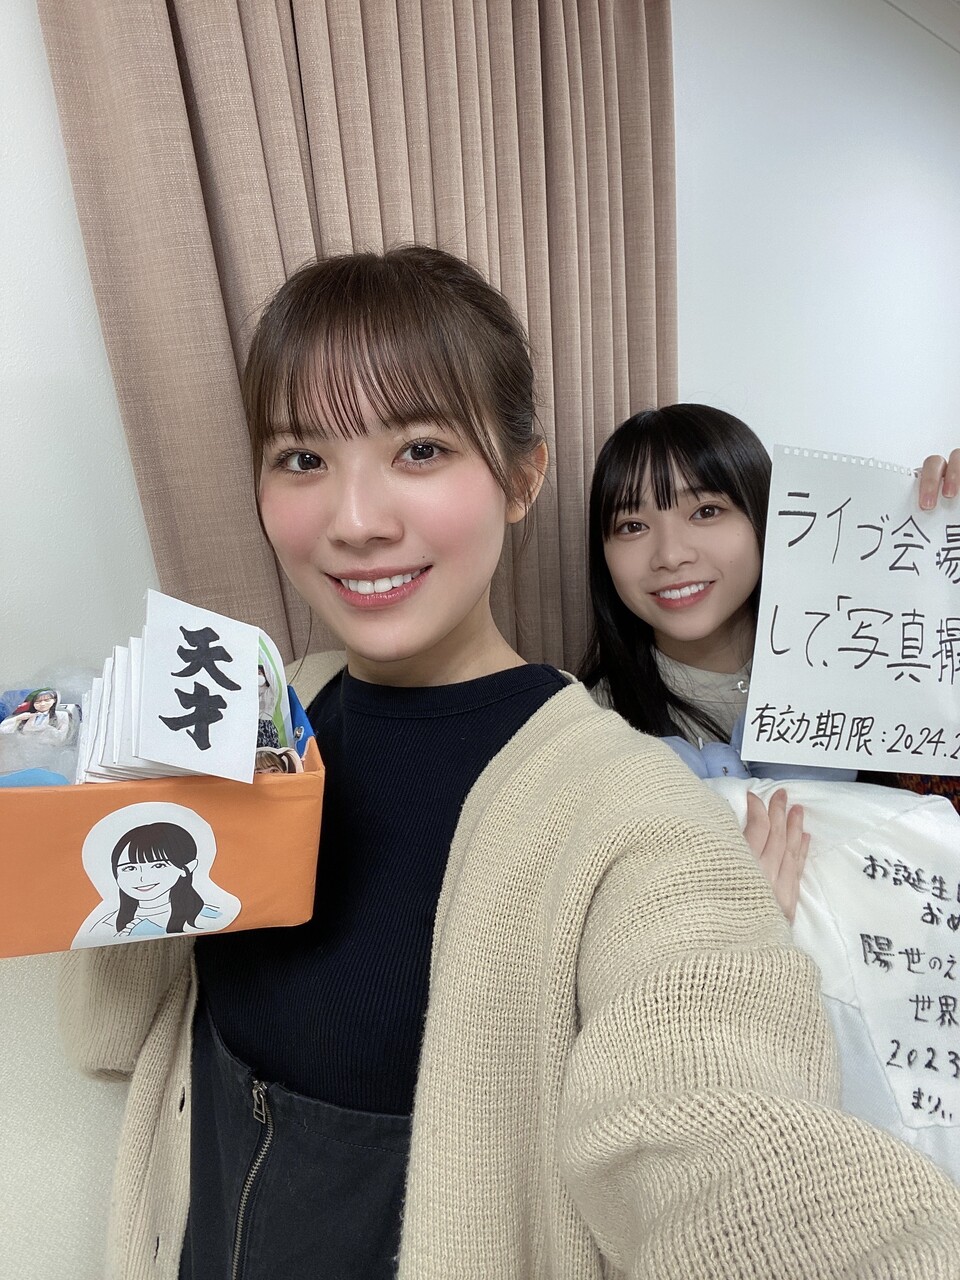 天才
ライブ会場
して、「写真撮
有効期限:2024.2
お誕生日
おめ
陽世のえ
世界
2023
まりぃ